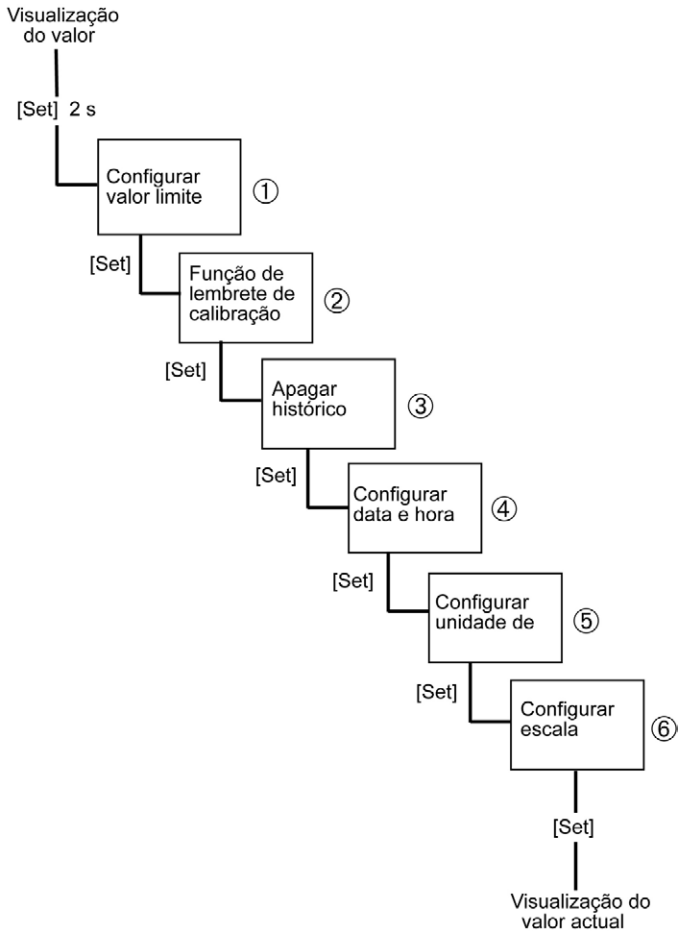 Visualização
do valor
[Set] 2 s
Configurar
valor limite
①
[Set]
Função de
lembrete de
calibração
②
[Set]
Apagar
histórico
③
[Set]
Configurar
data e hora
④
[Set]
Configurar
unidade de
⑤
[Set]
Configurar
escala
⑥
[Set]
Visualização do
valor actual